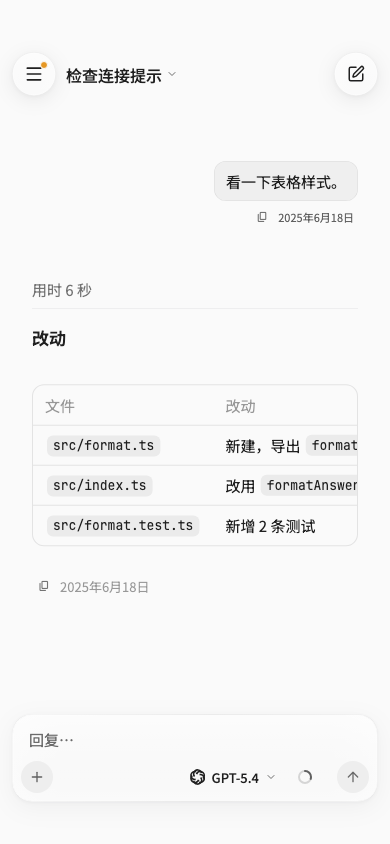 检查连接提示
看一下表格样式。
2025年6月18日
用时 6 秒
改动
文件 改动
src/format.ts 新建，导出 format
src/index.ts 改用 formatAnswer
src/format.test.ts 新增 2 条测试
2025年6月18日
回复…
GPT-5.4